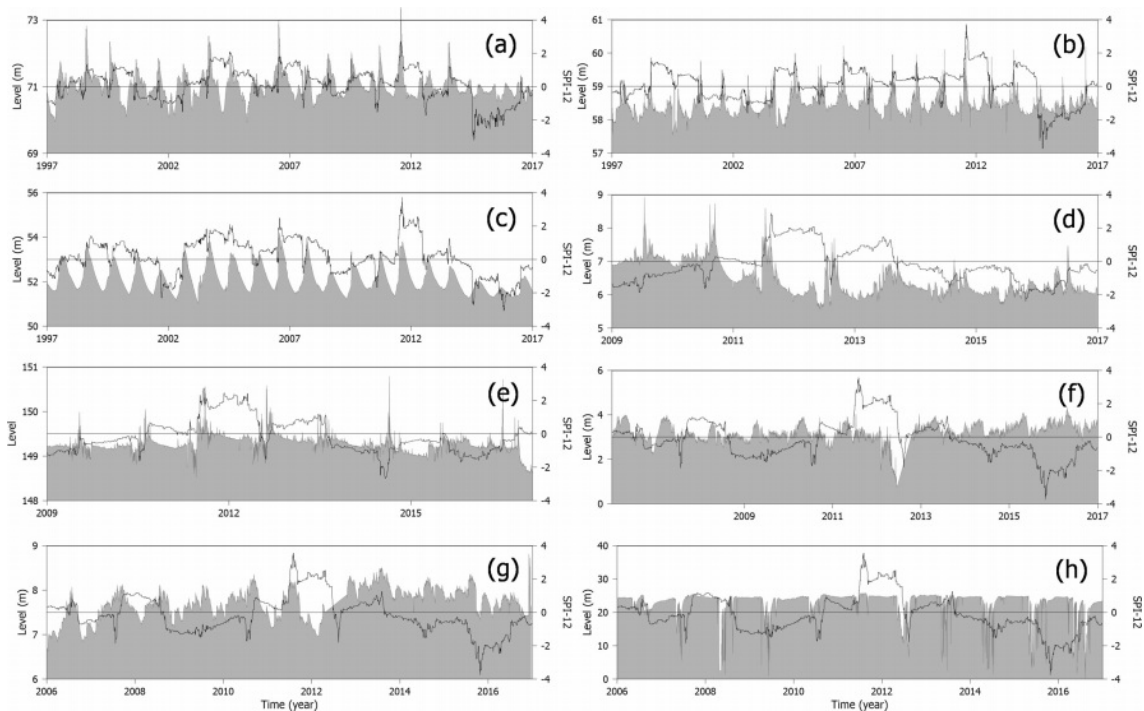 73 4 61 4
(a) (b)
60
2 2
Level (m) 71 0 SPI-12 Level (m) 59 0 SPI-12
-2 58 -2
69 -4 57 -4
1997 2002 2007 2012 2017 1997 2002 2007 2012 2017
56 4 9 4
(c) (d)
54 2 8 2
Level (m) 0 SPI-12 Level (m) 7 0 SPI-12
52 -2 6 -2
50 -4 5 -4
1997 2002 2007 2012 2017 2009 2011 2013 2015 2017
151 4 6 4
(e) (f)
150 2 4 2
Level 0 SPI-12 Level (m) 0 SPI-12
149 -2 2 -2
148 -4 0 -4
2009 2012 2015 2009 2011 2013 2015 2017
9 4 40 4
(g) (h)
8 2 30 2
Level (m) 0 SPI-12 Level (m) 20 0 SPI-12
7 -2 10 -2
6 -4 0 -4
2006 2008 2010 2012 2014 2016 2006 2008 2010 2012 2014 2016
Time (year) Time (year)